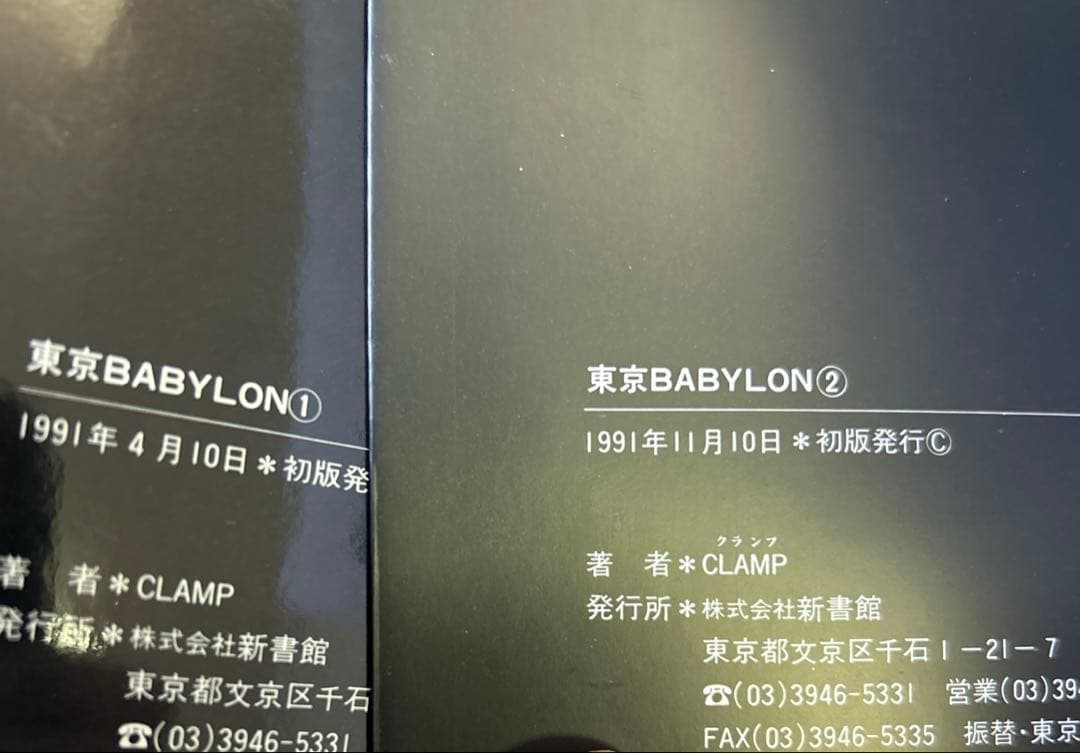 東京BABYLON①
1991年4月10日*初版発
著 者*CLAMP
発行所*株式会社新書館
東京都文京区千石
☎(03)3946-5331
東京BABYLON②
1991年11月10日*初版発行Ⓒ
クランプ
著 者*CLAMP
発行所*株式会社新書館
東京都文京区千石1-21-7
☎(03)3946-5331 営業(03)394
FAX(03)3946-5335 振替・東京